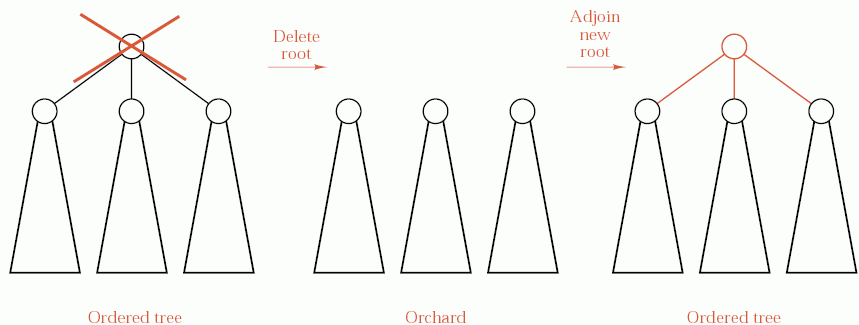 Delete
root
Adjoin
new
root
Ordered tree
Orchard
Ordered tree